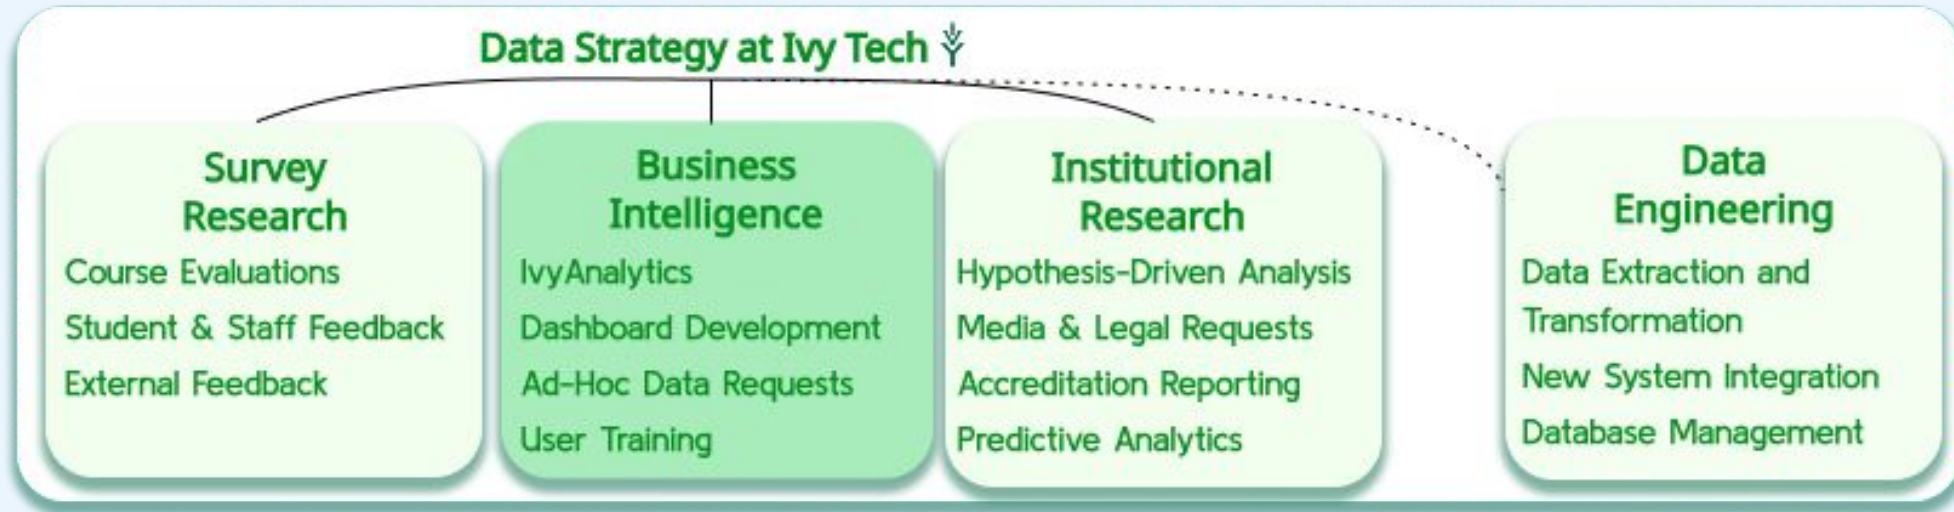 Data Strategy at Ivy Tech
Survey
Research
Course Evaluations
Student & Staff Feedback
External Feedback
Business
Intelligence
IvyAnalytics
Dashboard Development
Ad-Hoc Data Requests
User Training
Institutional
Research
Hypothesis-Driven Analysis
Media & Legal Requests
Accreditation Reporting
Predictive Analytics
Data
Engineering
Data Extraction and
Transformation
New System Integration
Database Management